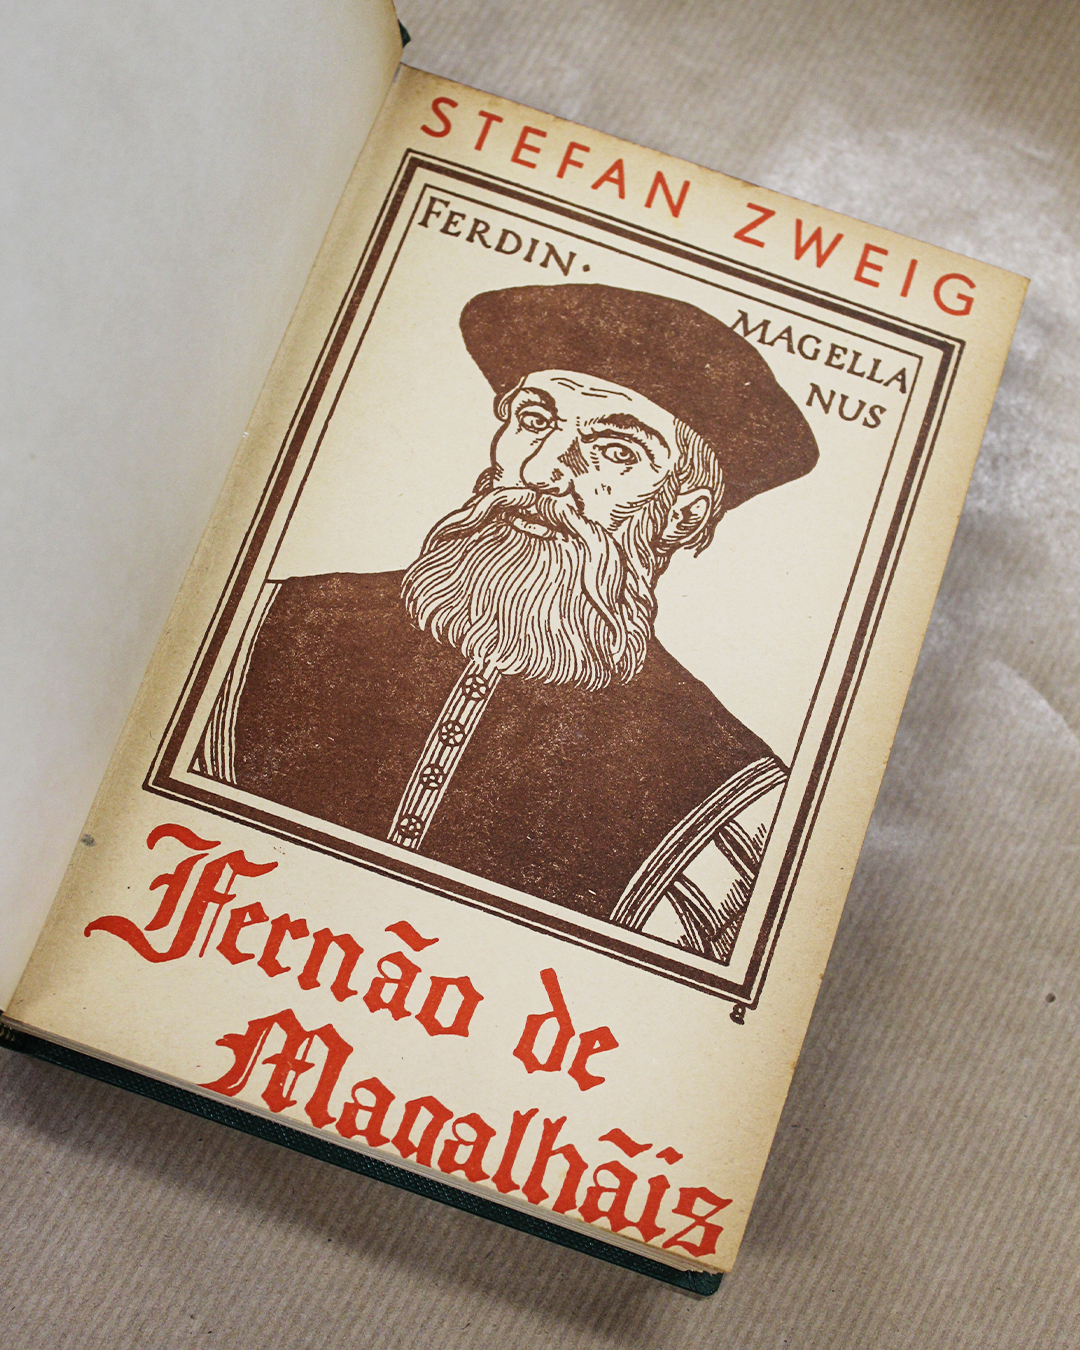 STEFAN ZWEIG
FERDIN· MAGELLA
NUS
Fernão de
Magalhãis